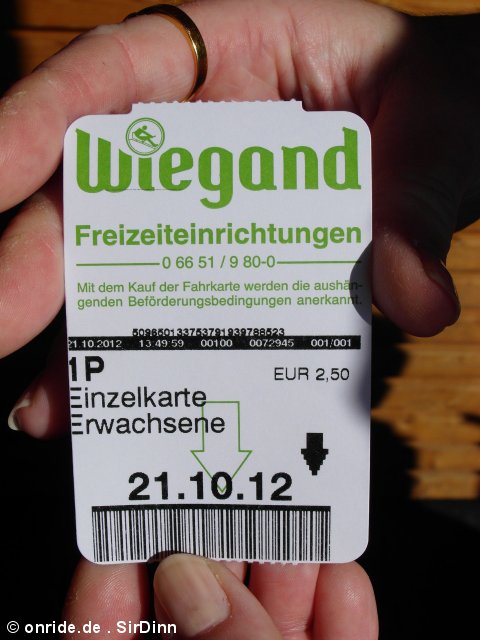 Wiegand
Freizeiteinrichtungen
0 66 51 / 9 80-0
Mit dem Kauf der Fahrkarte werden die aushän-
genden Beförderungsbedingungen anerkannt.
509850133753791939788523
21.10.2012 13:49:59 00100 0072945 001/001
1P
EUR 2,50
Einzelkarte
Erwachsene
21.10.12
© onride.de . SirDinn